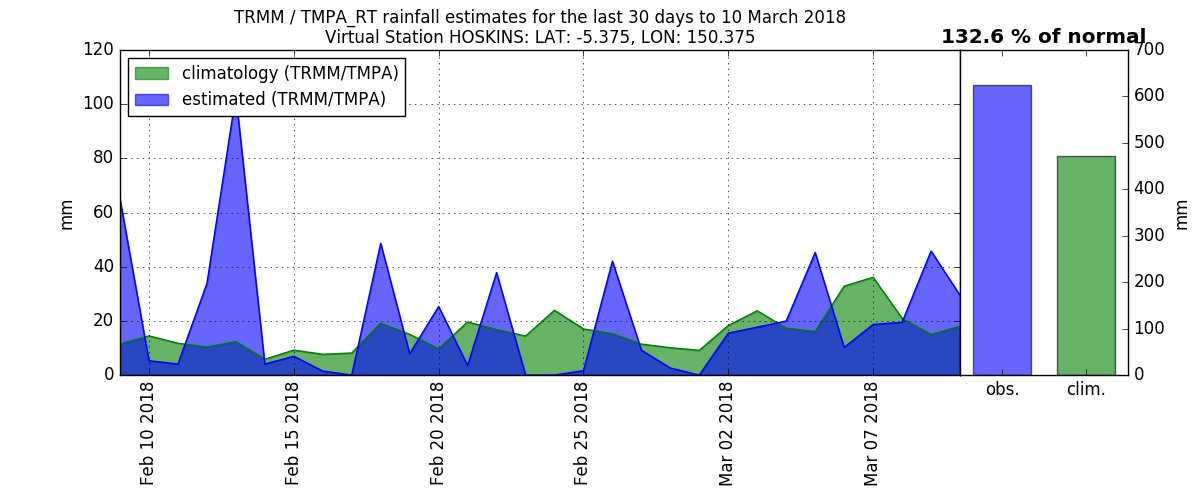 TRMM / TMPA_RT rainfall estimates for the last 30 days to 10 March 2018
Virtual Station HOSKINS: LAT: -5.375, LON: 150.375
132.6 % of normal
climatology (TRMM/TMPA)
estimated (TRMM/TMPA)
mm
120
100
80
60
40
20
0
Feb 10 2018
Feb 15 2018
Feb 20 2018
Feb 25 2018
Mar 02 2018
Mar 07 2018
obs.
clim.
700
600
500
400
300
200
100
0
mm